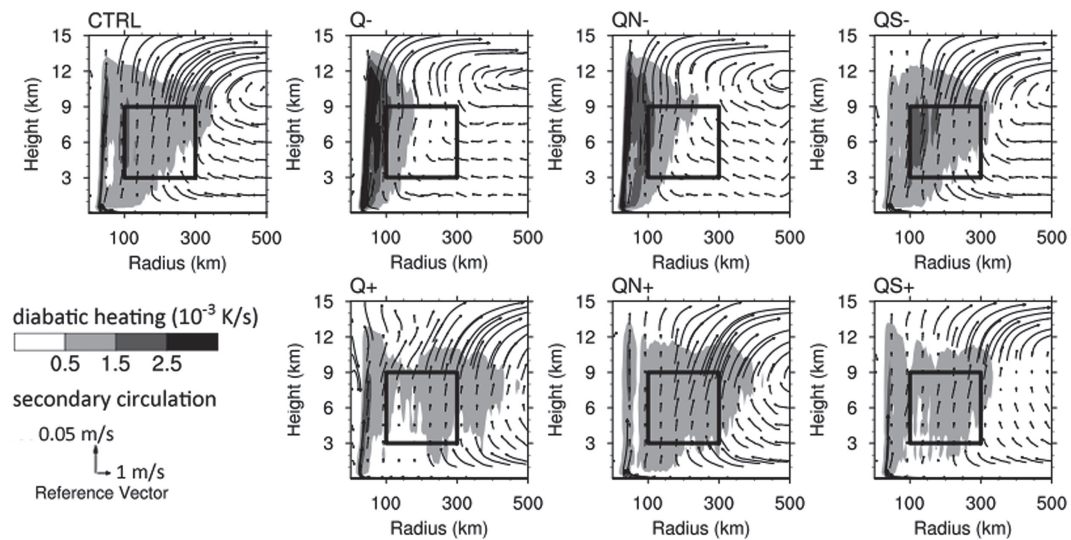 CTRL
Q-
QN-
QS-
15
12
9
6
3
Height (km)
100 300 500
Radius (km)
15
12
9
6
3
Height (km)
100 300 500
Radius (km)
15
12
9
6
3
Height (km)
100 300 500
Radius (km)
15
12
9
6
3
Height (km)
100 300 500
Radius (km)
diabatic heating (10⁻³ K/s)
0.5 1.5 2.5
secondary circulation
0.05 m/s
1 m/s
Reference Vector
Q+
QN+
QS+
15
12
9
6
3
Height (km)
100 300 500
Radius (km)
15
12
9
6
3
Height (km)
100 300 500
Radius (km)
15
12
9
6
3
Height (km)
100 300 500
Radius (km)